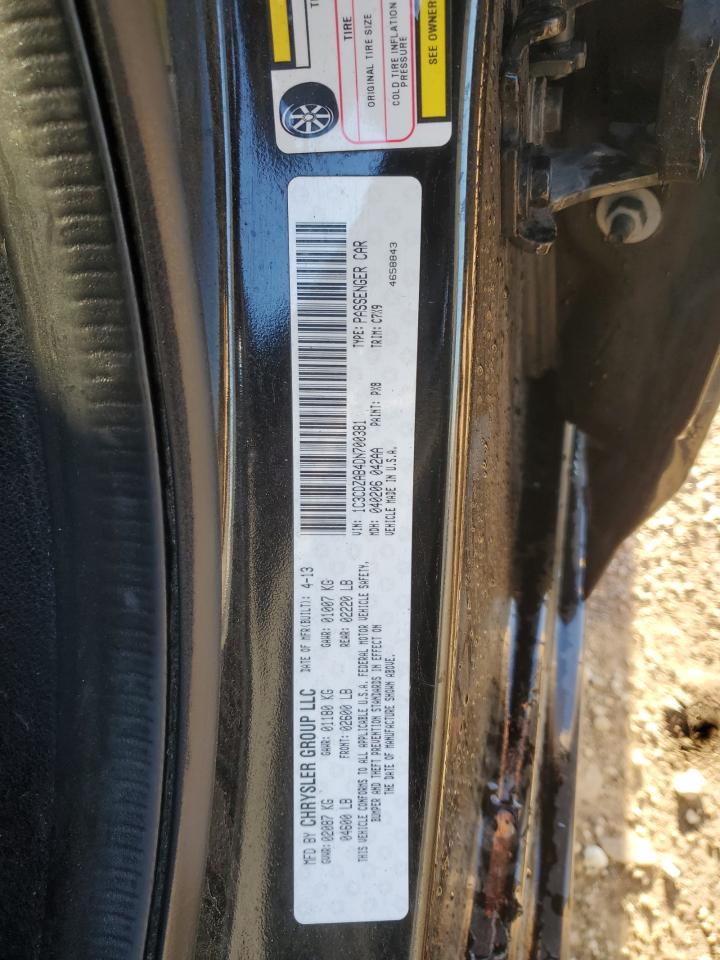 TIRE
ORIGINAL TIRE SIZE
COLD TIRE INFLATION
PRESSURE
SEE OWNER
MFD BY CHRYSLER GROUP LLC DATE OF MFR(BUILT): 4-13
GVWR: 02087 KG GAWR: 01180 KG GAWR: 01007 KG
04600 LB FRONT: 02600 LB REAR: 02220 LB
THIS VEHICLE CONFORMS TO ALL APPLICABLE U.S.A. FEDERAL MOTOR VEHICLE SAFETY,
BUMPER AND THEFT PREVENTION STANDARDS IN EFFECT ON
THE DATE OF MANUFACTURE SHOWN ABOVE.
VIN: 1C3CDZAB4DN700381 TYPE: PASSENGER CAR
MDH: 040206 042AA PAINT: PX8 TRIM: C7X9
VEHICLE MADE IN U.S.A. 4658843